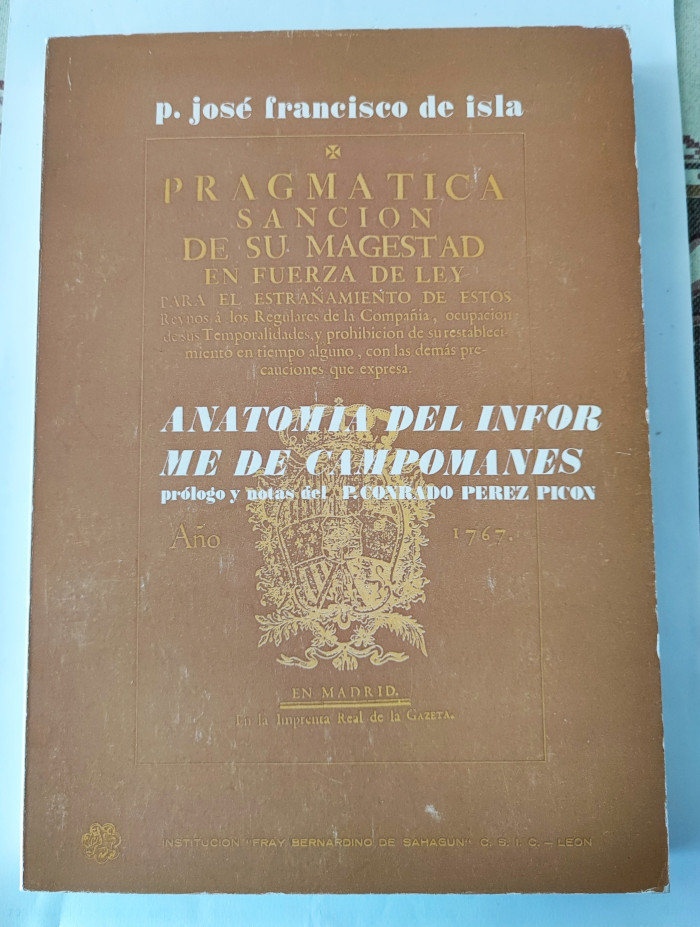 p. josé francisco de isla
PRAGMATICA
SANCION
DE SU MAGESTAD
EN FUERZA DE LEY
PARA EL ESTRAÑAMIENTO DE ESTOS
Reynos à los Regulares de la Compañia, ocupacion
de sus Temporalidades, y prohibicion de su restableci-
miento en tiempo alguno, con las demás pre-
cauciones que expresa.
ANATOMIA DEL INFOR
ME DE CAMPOMANES
prólogo y notas del P. CONRADO PEREZ PICON
Año 1767.
EN MADRID.
En la Imprenta Real de la GAZETA.
INSTITUCION "FRAY BERNARDINO DE SAHAGUN" C. S. I. C. - LEON